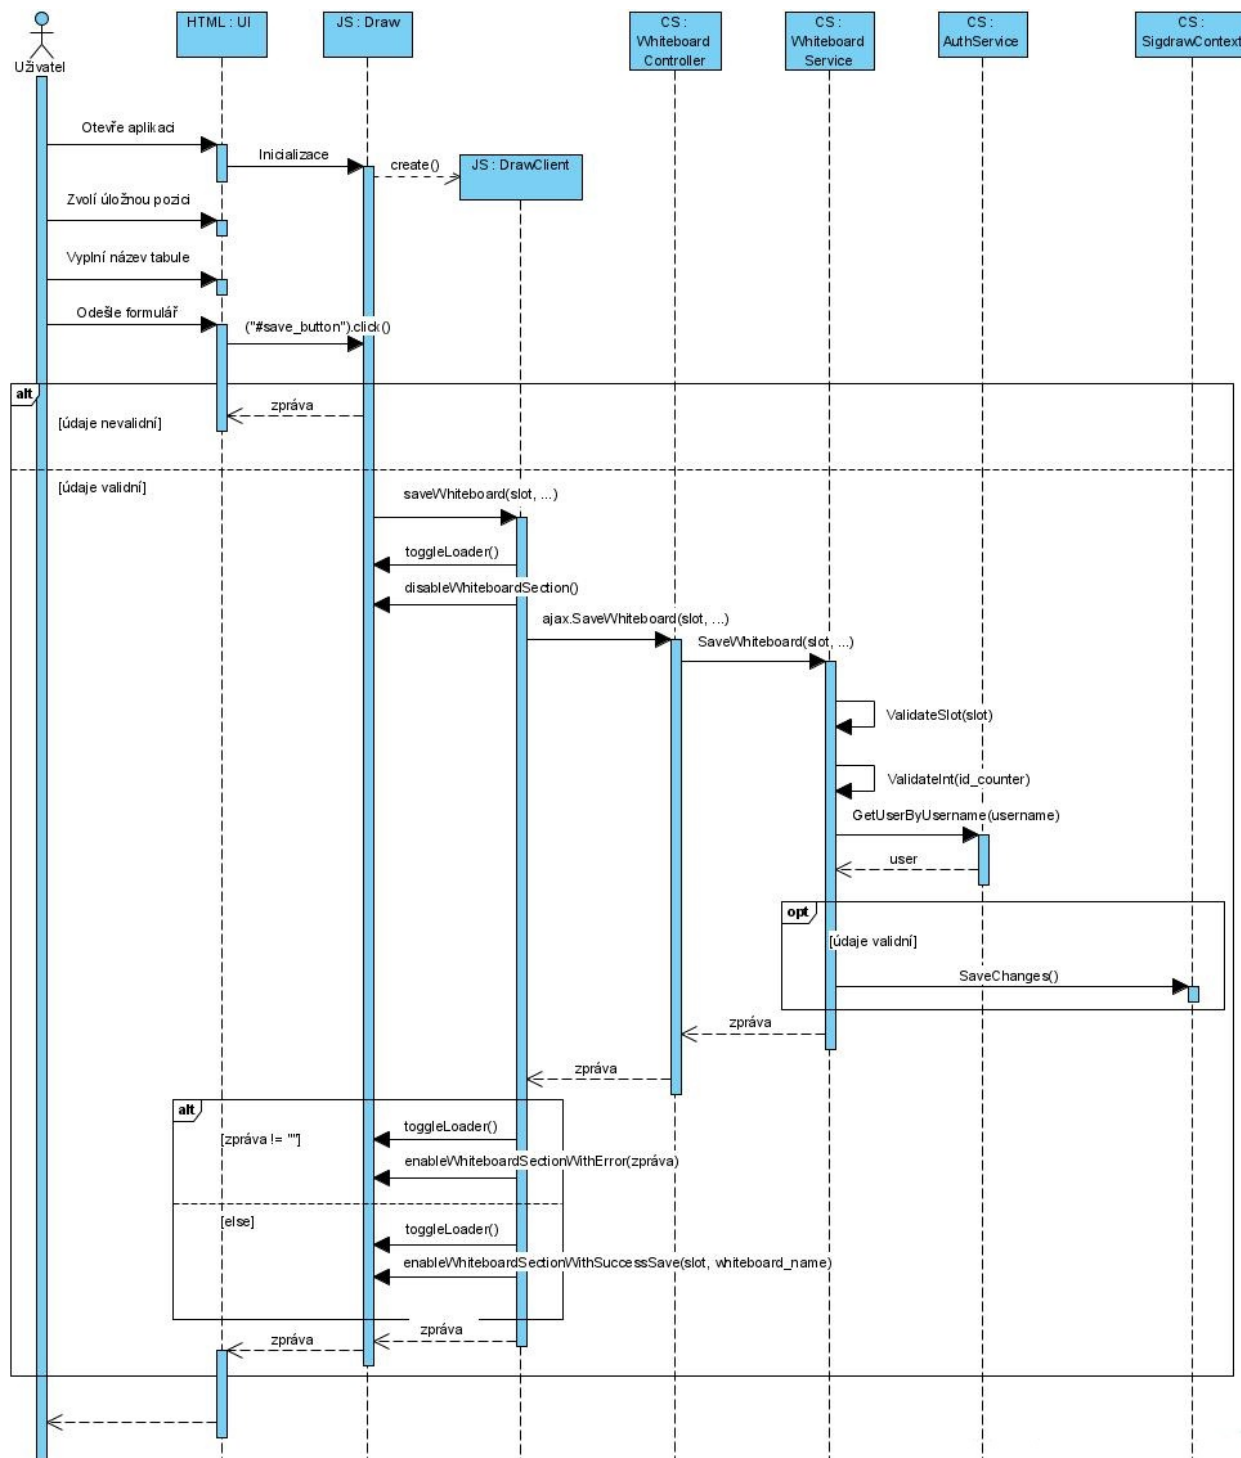 HTML : UI
JS : Draw
CS :
Whiteboard
Controller
CS :
Whiteboard
Service
CS :
AuthService
CS :
SigdrawContext
Uživatel
Otevře aplikaci
Inicializace
create()
JS : DrawClient
Zvolí úložnou pozici
Vyplní název tabule
Odešle formulář
("#save_button").click()
alt
zpráva
[údaje nevalidní]
[údaje validní]
saveWhiteboard(slot, ...)
toggleLoader()
disableWhiteboardSection()
ajax.SaveWhiteboard(slot, ...)
SaveWhiteboard(slot, ...)
ValidateSlot(slot)
ValidateInt(id_counter)
GetUserByUsername(username)
user
opt
[údaje validní]
SaveChanges()
zpráva
zpráva
alt
[zpráva != ""]
toggleLoader()
enableWhiteboardSectionWithError(zpráva)
[else]
toggleLoader()
enableWhiteboardSectionWithSuccessSave(slot, whiteboard_name)
zpráva
zpráva